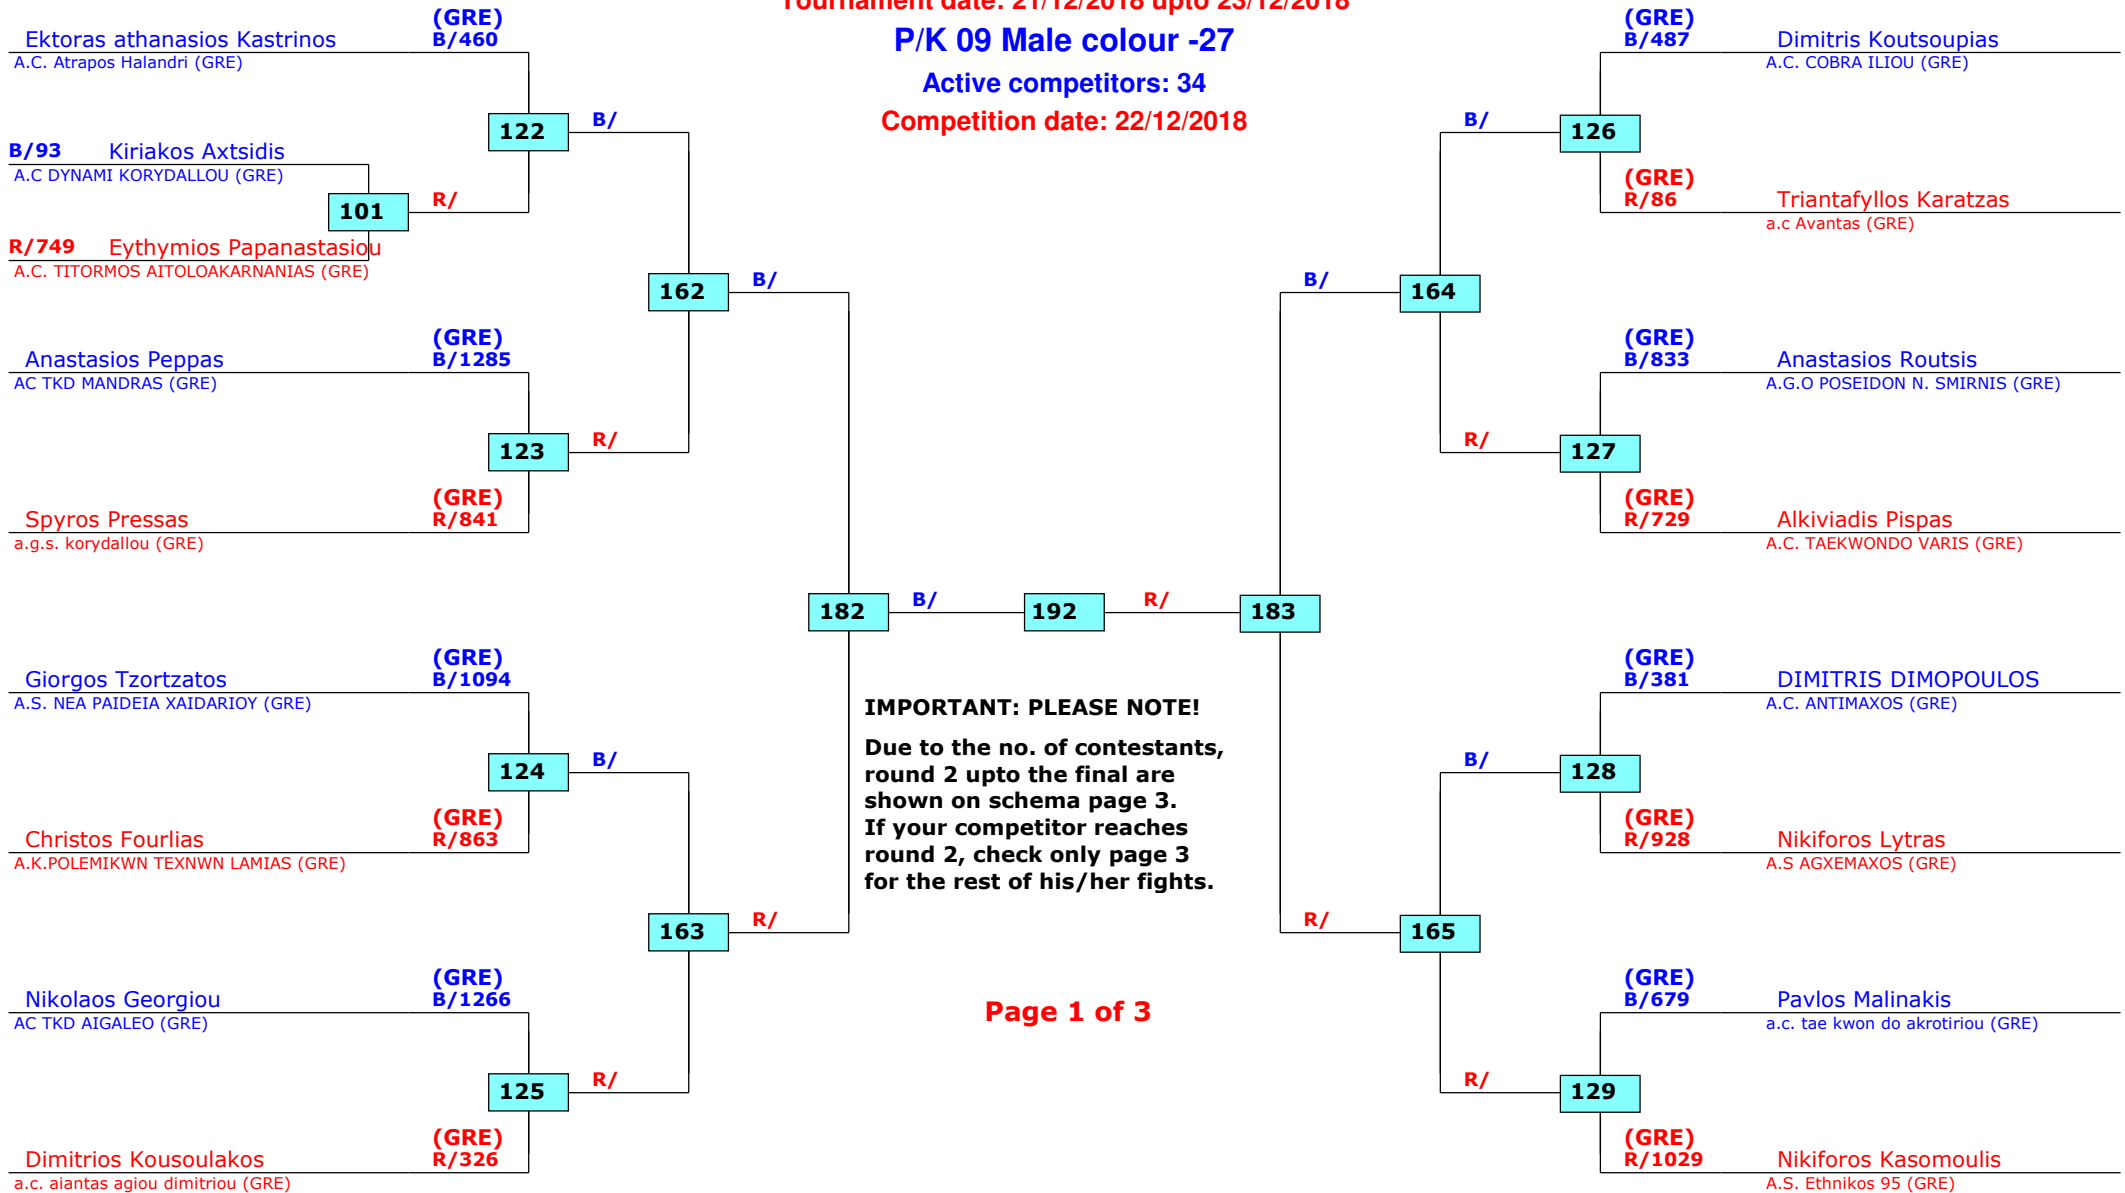 Tournament date: 21/12/2018 upto 23/12/2018
P/K 09 Male colour -27
Active competitors: 34
Competition date: 22/12/2018
(GRE)
Ektoras athanasios Kastrinos B/460
A.C. Atrapos Halandri (GRE)
122 B/
B/93 Kiriakos Axtsidis
A.C DYNAMI KORYDALLOU (GRE)
101 R/
R/749 Eythymios Papanastasiou
A.C. TITORMOS AITOLOAKARNANIAS (GRE)
162 B/
(GRE)
Anastasios Peppas B/1285
AC TKD MANDRAS (GRE)
123 R/
(GRE)
Spyros Pressas R/841
a.g.s. korydallou (GRE)
182 B/ 192 R/ 183
(GRE)
Giorgos Tzortzatos B/1094
A.S. NEA PAIDEIA XAIDARIOY (GRE)
124 B/
(GRE)
Christos Fourlias R/863
A.K.POLEMIKWN TEXNWN LAMIAS (GRE)
163 R/
(GRE)
Nikolaos Georgiou B/1266
AC TKD AIGALEO (GRE)
125 R/
(GRE)
Dimitrios Kousoulakos R/326
a.c. aiantas agiou dimitriou (GRE)
IMPORTANT: PLEASE NOTE!
Due to the no. of contestants,
round 2 upto the final are
shown on schema page 3.
If your competitor reaches
round 2, check only page 3
for the rest of his/her fights.
Page 1 of 3
(GRE)
B/487 Dimitris Koutsoupias
A.C. COBRA ILIOU (GRE)
B/ 126
(GRE)
R/86 Triantafyllos Karatzas
a.c Avantas (GRE)
B/ 164
(GRE)
B/833 Anastasios Routsis
A.G.O POSEIDON N. SMIRNIS (GRE)
R/ 127
(GRE)
R/729 Alkiviadis Pispas
A.C. TAEKWONDO VARIS (GRE)
(GRE)
B/381 DIMITRIS DIMOPOULOS
A.C. ANTIMAXOS (GRE)
B/ 128
(GRE)
R/928 Nikiforos Lytras
A.S AGXEMAXOS (GRE)
R/ 165
(GRE)
B/679 Pavlos Malinakis
a.c. tae kwon do akrotiriou (GRE)
R/ 129
(GRE)
R/1029 Nikiforos Kasomoulis
A.S. Ethnikos 95 (GRE)